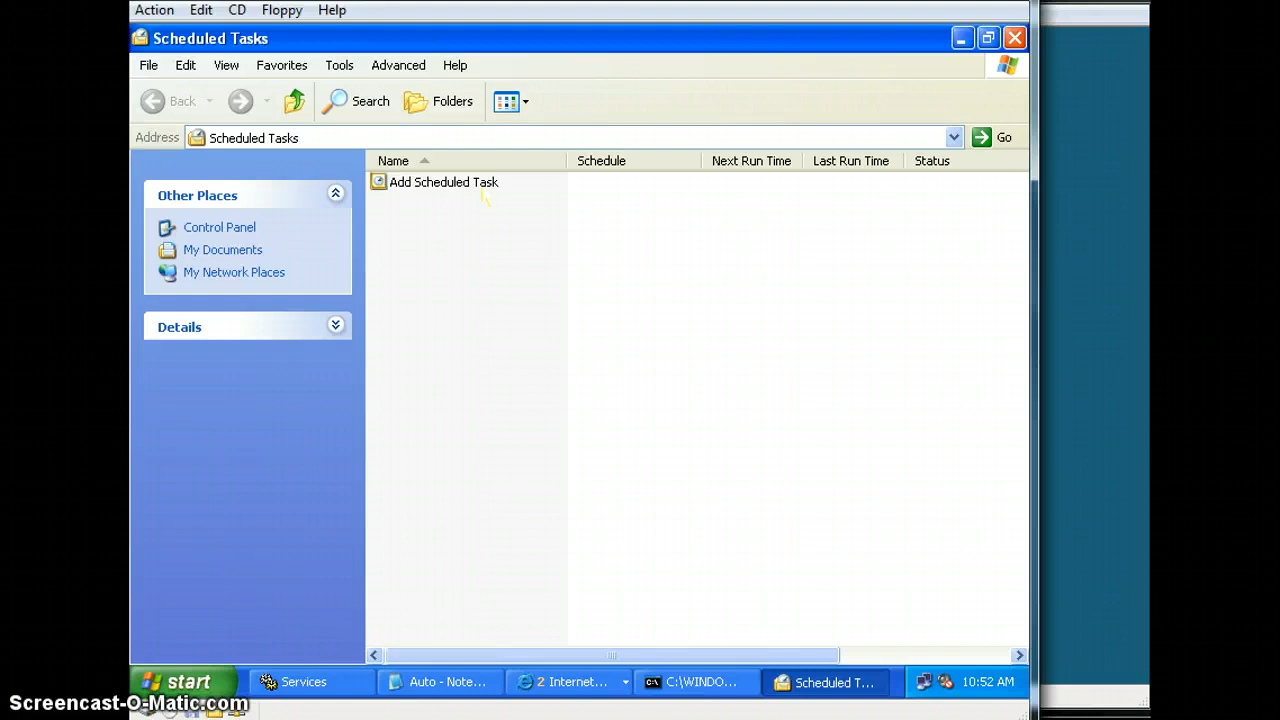 Action Edit CD Floppy Help
Scheduled Tasks
File Edit View Favorites Tools Advanced Help
Back Search Folders
Address Scheduled Tasks Go
Name Schedule Next Run Time Last Run Time Status
Add Scheduled Task
Other Places
Control Panel
My Documents
My Network Places
Details
start Services Auto - Note... 2 Internet... C:\WINDO... Scheduled T... 10:52 AM
Screencast-O-Matic.com